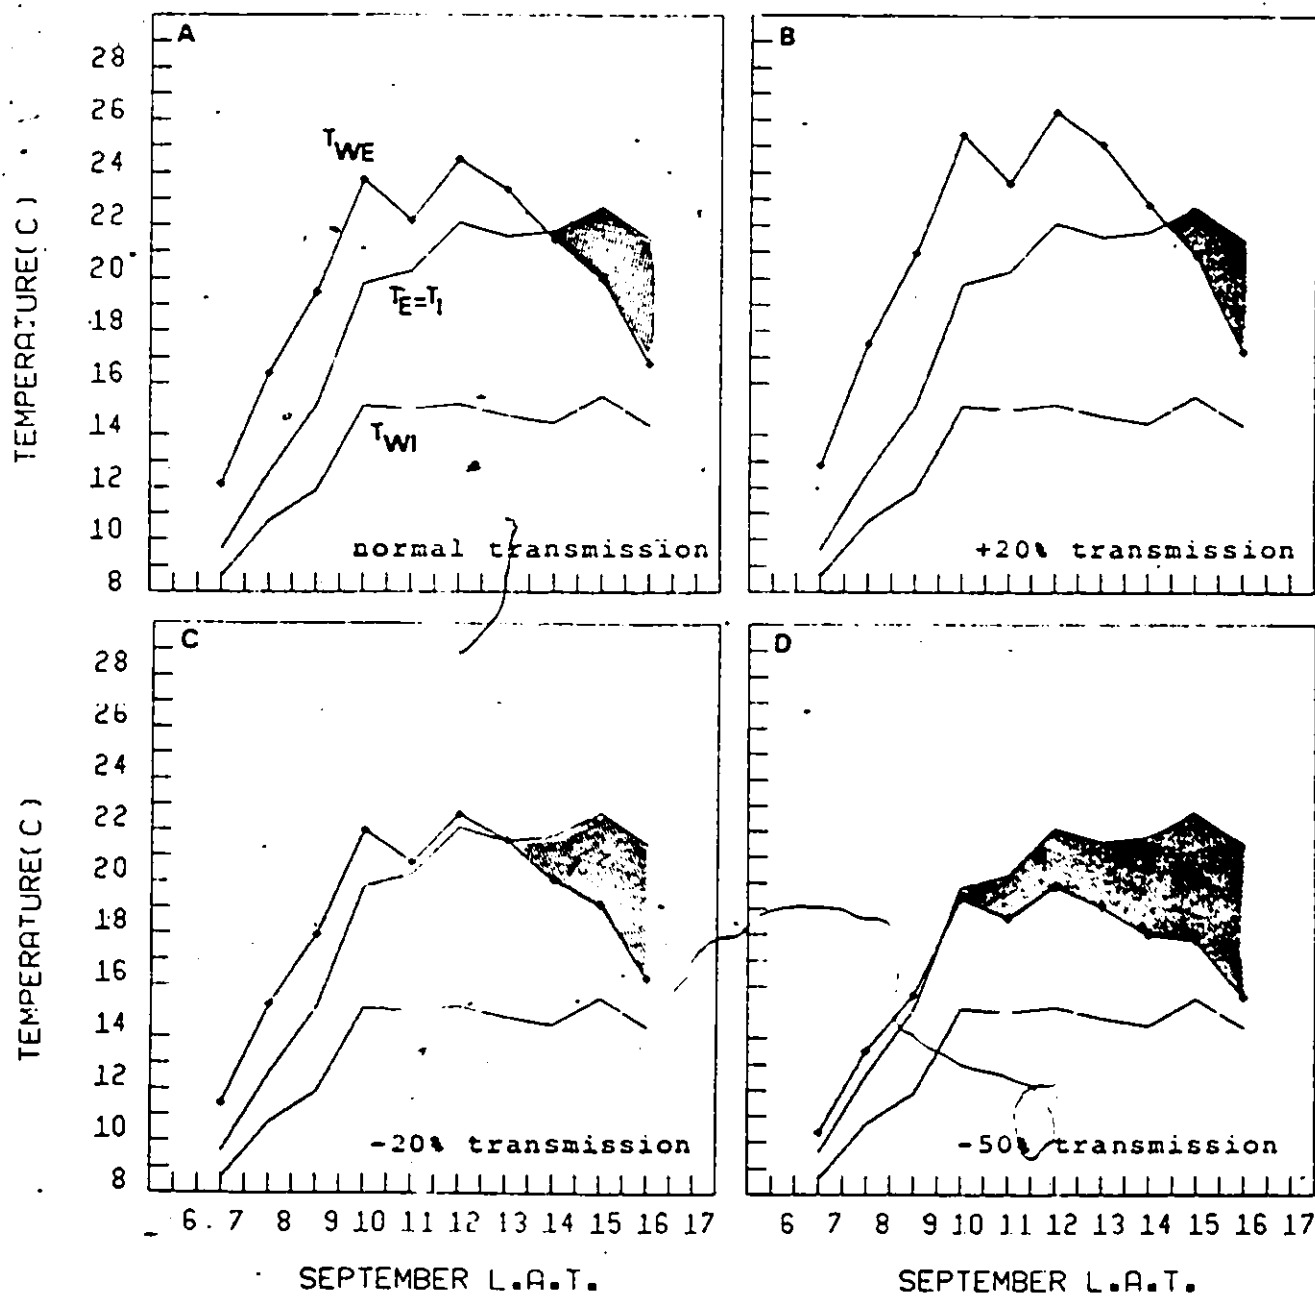 A
B
28
26
24
22
20
18
16
14
12
10
8
TEMPERATURE(C)
TWE
TE=TI
TWI
normal transmission
+20% transmission
C
D
28
26
24
22
20
18
16
14
12
10
8
TEMPERATURE(C)
-20% transmission
-50% transmission
6 7 8 9 10 11 12 13 14 15 16 17
6 7 8 9 10 11 12 13 14 15 16 17
SEPTEMBER L.A.T.
SEPTEMBER L.A.T.